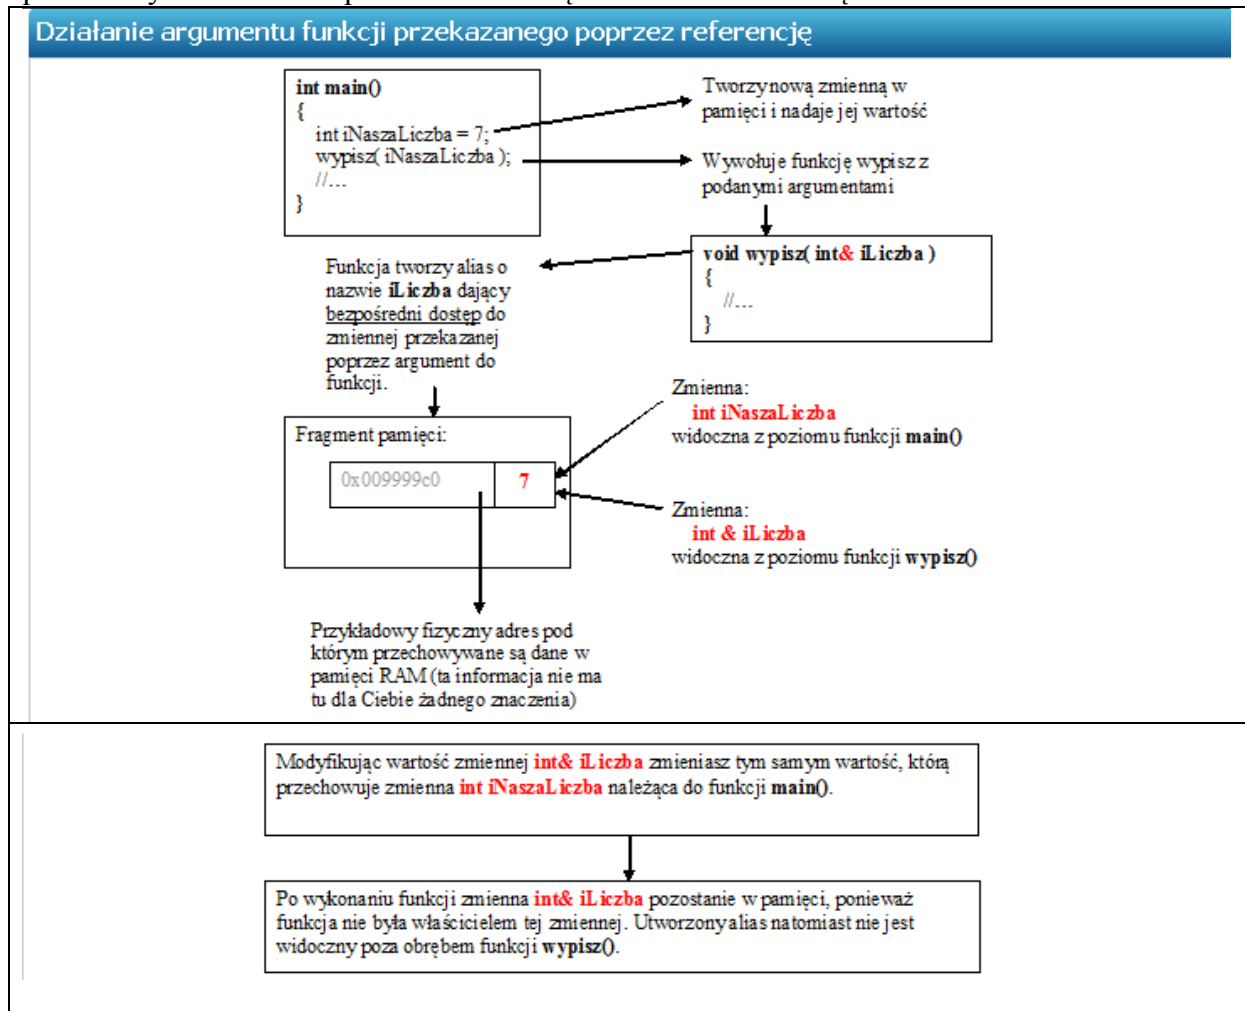 Działanie argumentu funkcji przekazanego poprzez referencję
int main()
{
int iNaszaLiczba = 7;
wypisz( iNaszaLiczba );
//...
}
Tworzy nową zmienną w
pamięci i nadaje jej wartość
Wywołuje funkcję wypisz z
podanymi argumentami
void wypisz( int& iLiczba )
{
//...
}
Funkcja tworzy alias o
nazwie iLiczba dający
bezpośredni dostęp do
zmiennej przekazanej
poprzez argument do
funkcji.
Fragment pamięci:
0x009999c0 7
Zmienna:
int iNaszaLiczba
widoczna z poziomu funkcji main()
Zmienna:
int & iLiczba
widoczna z poziomu funkcji wypisz()
Przykładowy fizyczny adres pod
którym przechowywane są dane w
pamięci RAM (ta informacja nie ma
tu dla Ciebie żadnego znaczenia)
Modyfikując wartość zmiennej int& iLiczba zmieniasz tym samym wartość, którą
przechowuje zmienna int iNaszaLiczba należąca do funkcji main().
Po wykonaniu funkcji zmienna int& iLiczba pozostanie w pamięci, ponieważ
funkcja nie była właścicielem tej zmiennej. Utworzony alias natomiast nie jest
widoczny poza obrębem funkcji wypisz().